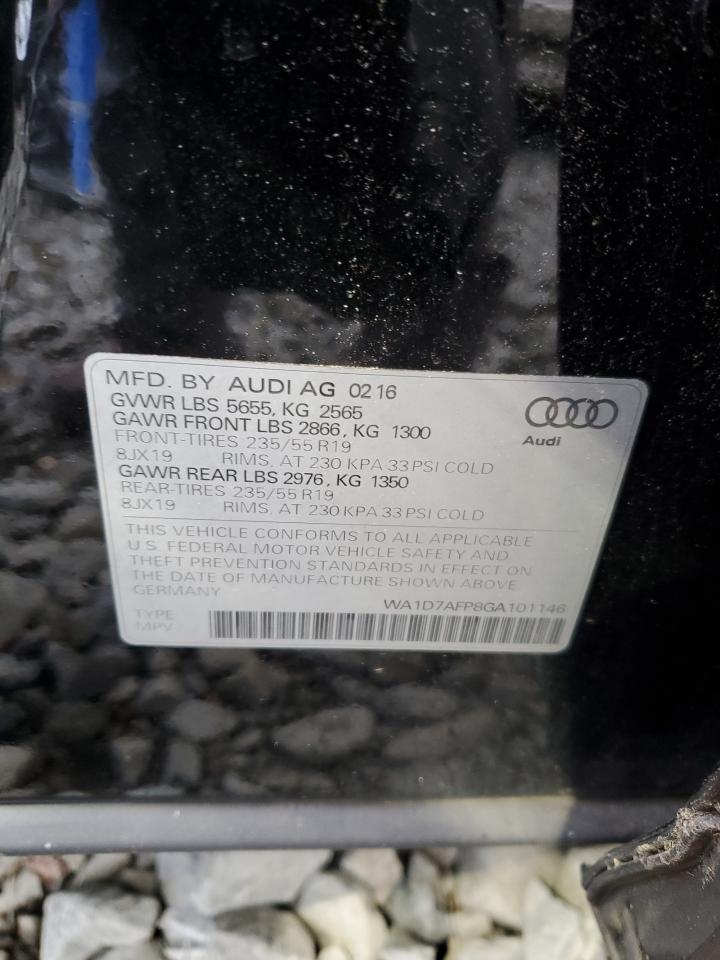 MFD. BY AUDI AG 02 16
GVWR LBS 5655, KG 2565
GAWR FRONT LBS 2866, KG 1300
FRONT-TIRES 235/55 R19
8JX19 RIMS, AT 230 KPA 33 PSI COLD
GAWR REAR LBS 2976, KG 1350
REAR-TIRES 235/55 R19
8JX19 RIMS, AT 230 KPA 33 PSI COLD
Audi
THIS VEHICLE CONFORMS TO ALL APPLICABLE
U.S. FEDERAL MOTOR VEHICLE SAFETY AND
THEFT PREVENTION STANDARDS IN EFFECT ON
THE DATE OF MANUFACTURE SHOWN ABOVE
GERMANY
WA1D7AFP8GA101146
TYPE
MPV